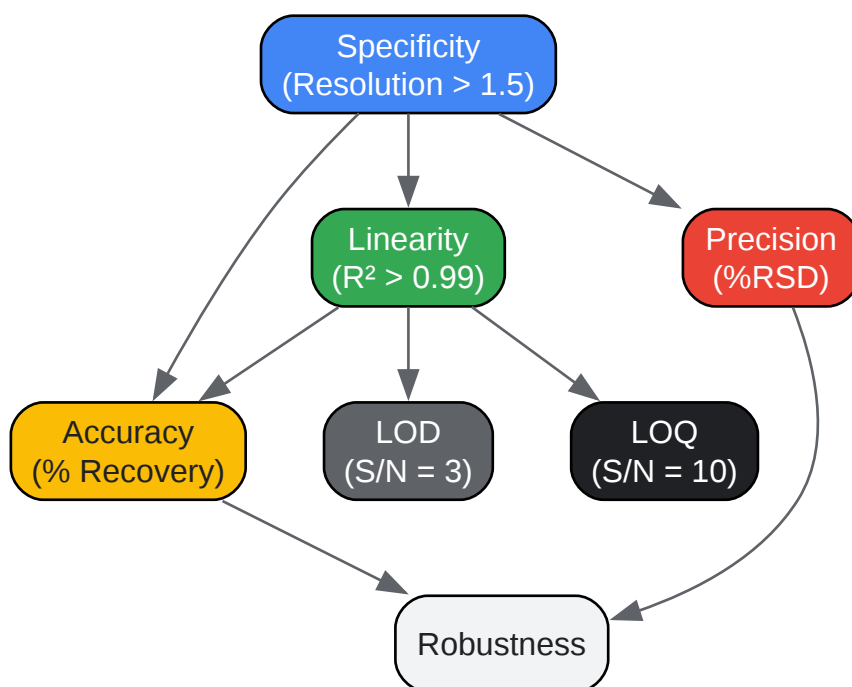 Specificity
(Resolution > 1.5)
Linearity
(R² > 0.99)
Precision
(%RSD)
Accuracy
(% Recovery)
LOD
(S/N = 3)
LOQ
(S/N = 10)
Robustness